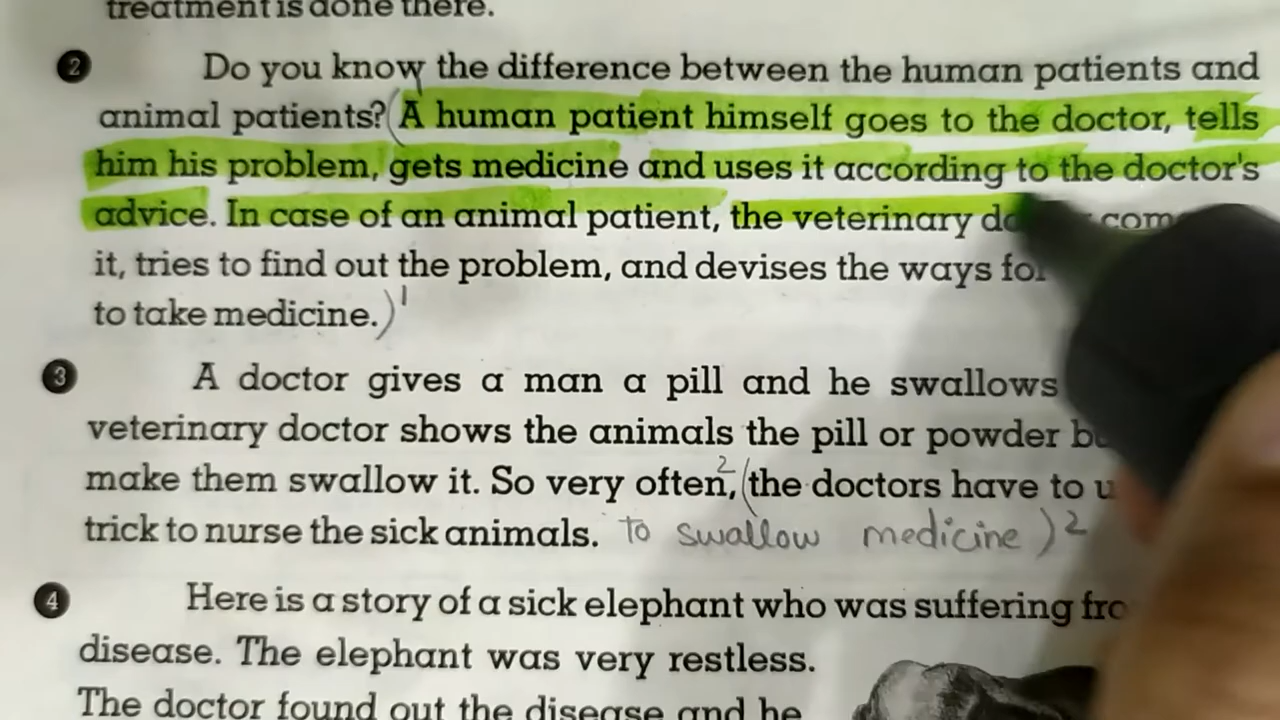 treatment is done there.
2 Do you know the difference between the human patients and
animal patients? (A human patient himself goes to the doctor, tells
him his problem, gets medicine and uses it according to the doctor's
advice. In case of an animal patient, the veterinary
it, tries to find out the problem, and devises the ways for
to take medicine.)1
3 A doctor gives a man a pill and he swallows
veterinary doctor shows the animals the pill or powder
make them swallow it. So very often, 2 (the doctors have to
trick to nurse the sick animals. To swallow medicine )2
4 Here is a story of a sick elephant who was suffering
disease. The elephant was very restless.
The doctor found out the disease and he